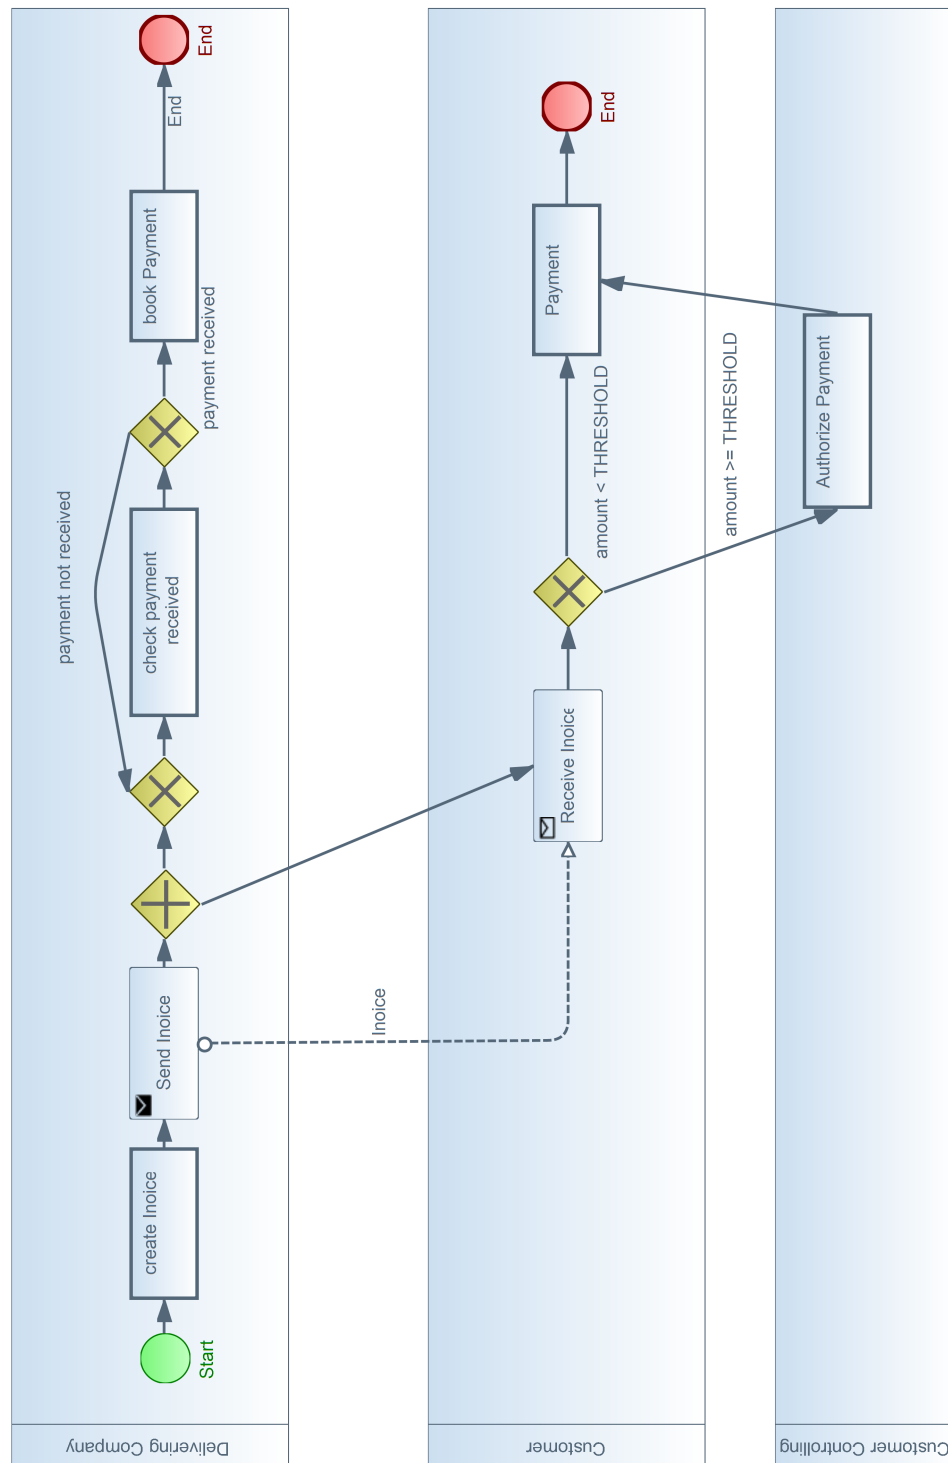 Delivering Company
Start
create Inoice
Send Inoice
check payment
received
payment not received
payment received
book Payment
End
End
Inoice
Customer
Receive Inoice
amount < THRESHOLD
amount >= THRESHOLD
Payment
End
Customer Controlling
Authorize Payment